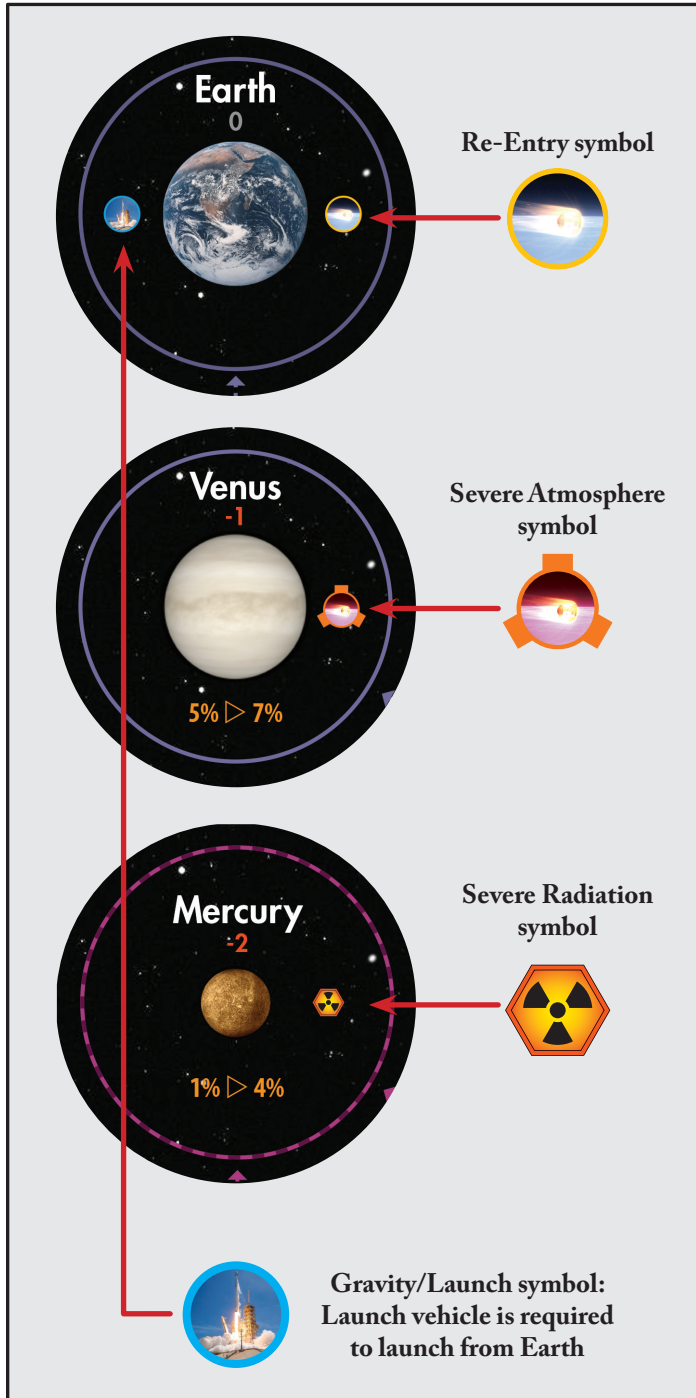 Earth
0
Re-Entry symbol
Venus
-1
Severe Atmosphere
symbol
5% ▷ 7%
Mercury
-2
Severe Radiation
symbol
1% ▷ 4%
Gravity/Launch symbol:
Launch vehicle is required
to launch from Earth